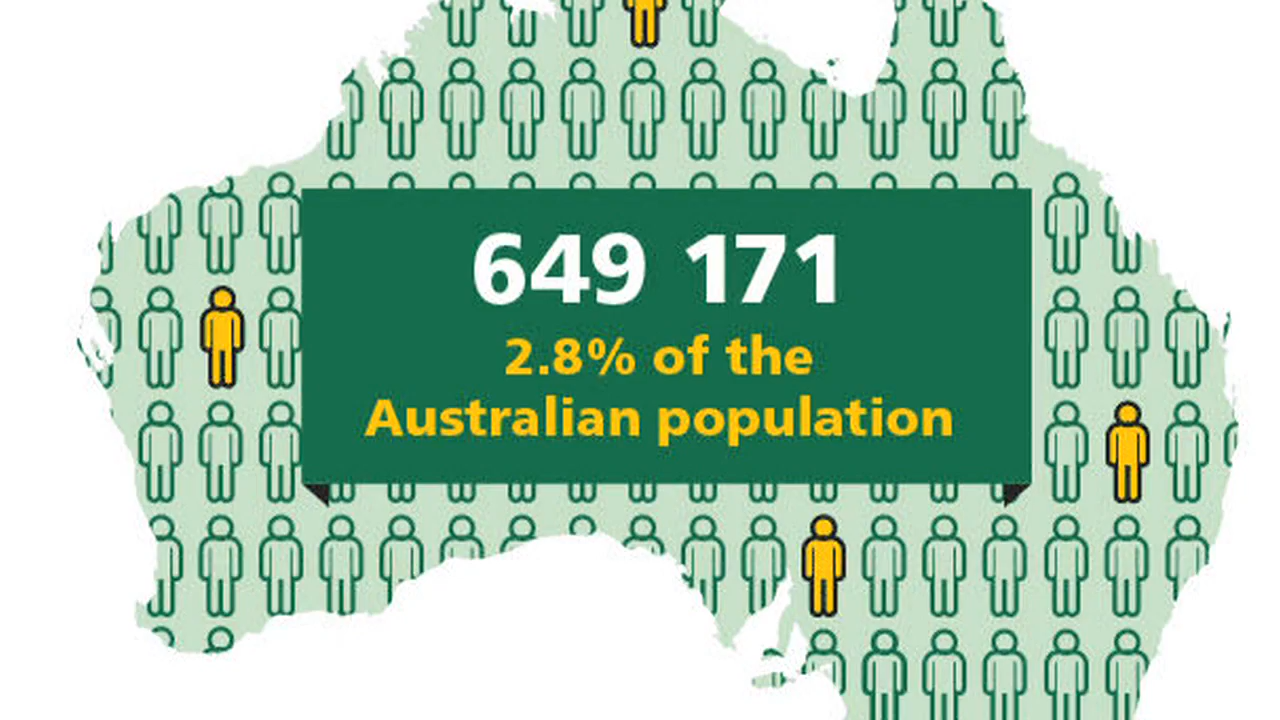 649 171
2.8% of the
Australian population